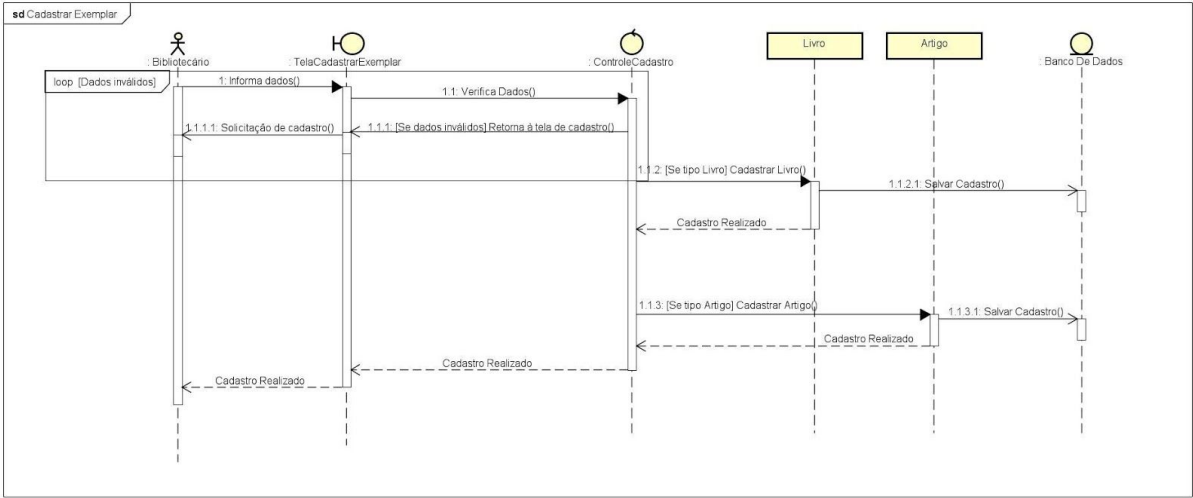 sd Cadastrar Exemplar
: Bibliotecário
: TelaCadastrarExemplar
: ControleCadastro
Livro
Artigo
: Banco De Dados
loop [Dados inválidos]
1: Informa dados()
1.1: Verifica Dados()
1.1.1.1: Solicitação de cadastro()
1.1.1: [Se dados inválidos] Retorna à tela de cadastro()
1.1.2: [Se tipo Livro] Cadastrar Livro()
1.1.2.1: Salvar Cadastro()
Cadastro Realizado
1.1.3: [Se tipo Artigo] Cadastrar Artigo()
1.1.3.1: Salvar Cadastro()
Cadastro Realizado
Cadastro Realizado
Cadastro Realizado